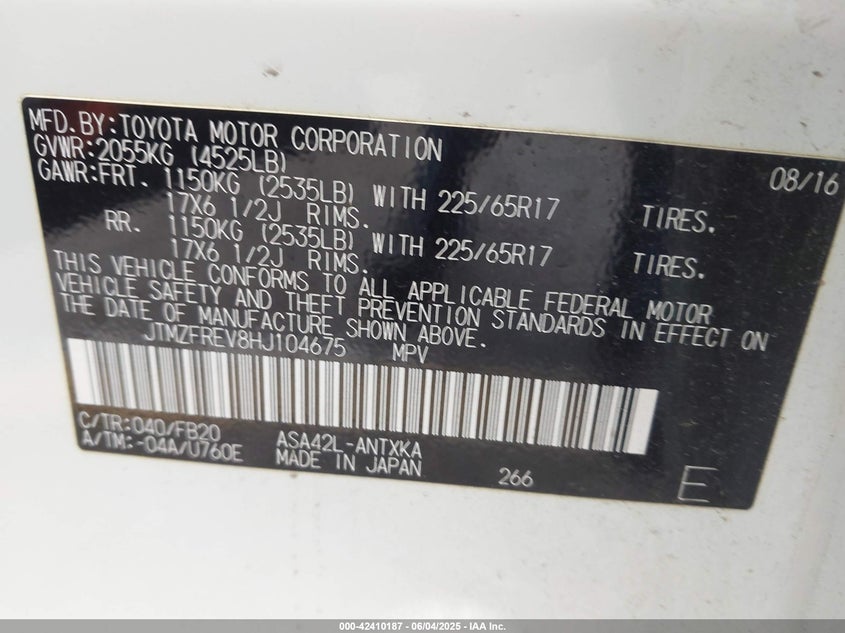 MFD.BY:TOYOTA MOTOR CORPORATION 08/16
GVWR:2055KG (4525LB)
GAWR:FRT. 1150KG (2535LB) WITH 225/65R17 TIRES.
17X6 1/2J RIMS.
RR. 1150KG (2535LB) WITH 225/65R17 TIRES.
17X6 1/2J RIMS.
THIS VEHICLE CONFORMS TO ALL APPLICABLE FEDERAL MOTOR
VEHICLE SAFETY AND THEFT PREVENTION STANDARDS IN EFFECT ON
THE DATE OF MANUFACTURE SHOWN ABOVE.
JTMZFREV8HJ104675 MPV
C/TR:040/FB20
A/TM:-04A/U760E
ASA42L-ANTXKA
MADE IN JAPAN
266
E
000-42410187 - 06/04/2025 - IAA Inc.